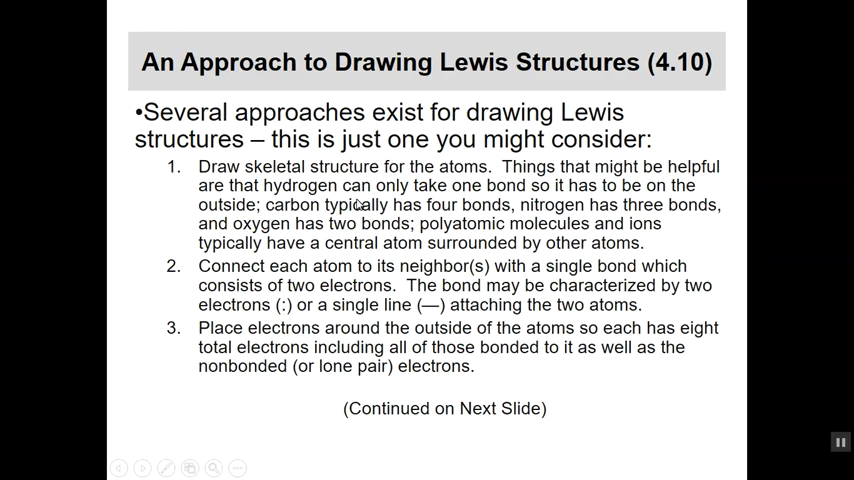 An Approach to Drawing Lewis Structures (4.10)
•Several approaches exist for drawing Lewis
structures – this is just one you might consider:
1. Draw skeletal structure for the atoms. Things that might be helpful
are that hydrogen can only take one bond so it has to be on the
outside; carbon typically has four bonds, nitrogen has three bonds,
and oxygen has two bonds; polyatomic molecules and ions
typically have a central atom surrounded by other atoms.
2. Connect each atom to its neighbor(s) with a single bond which
consists of two electrons. The bond may be characterized by two
electrons (:) or a single line (—) attaching the two atoms.
3. Place electrons around the outside of the atoms so each has eight
total electrons including all of those bonded to it as well as the
nonbonded (or lone pair) electrons.
(Continued on Next Slide)